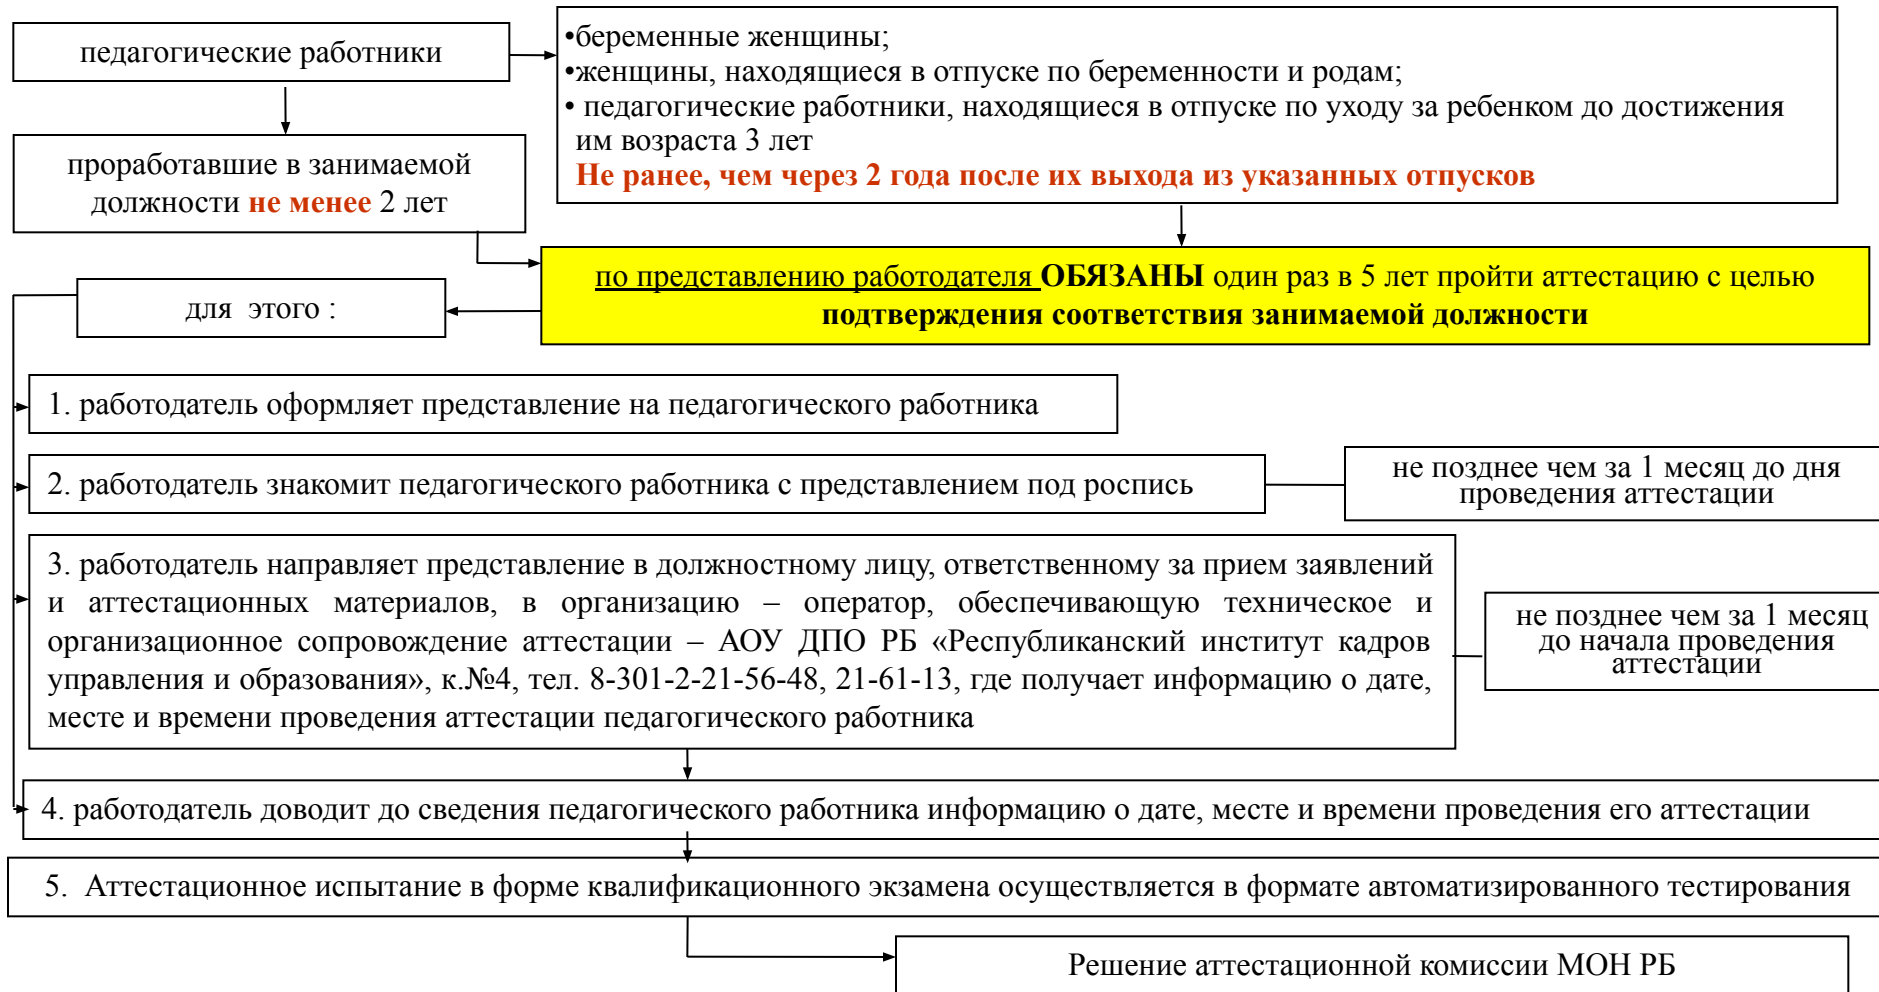 педагогические работники
•беременные женщины;
•женщины, находящиеся в отпуске по беременности и родам;
• педагогические работники, находящиеся в отпуске по уходу за ребенком до достижения
им возраста 3 лет
Не ранее, чем через 2 года после их выхода из указанных отпусков
проработавшие в занимаемой
должности не менее 2 лет
по представлению работодателя ОБЯЗАНЫ один раз в 5 лет пройти аттестацию с целью
подтверждения соответствия занимаемой должности
для этого :
1. работодатель оформляет представление на педагогического работника
2. работодатель знакомит педагогического работника с представлением под роспись
не позднее чем за 1 месяц до дня
проведения аттестации
3. работодатель направляет представление в должностному лицу, ответственному за прием заявлений
и аттестационных материалов, в организацию – оператор, обеспечивающую техническое и
организационное сопровождение аттестации – АОУ ДПО РБ «Республиканский институт кадров
управления и образования», к.№4, тел. 8-301-2-21-56-48, 21-61-13, где получает информацию о дате,
месте и времени проведения аттестации педагогического работника
не позднее чем за 1 месяц
до начала проведения
аттестации
4. работодатель доводит до сведения педагогического работника информацию о дате, месте и времени проведения его аттестации
5. Аттестационное испытание в форме квалификационного экзамена осуществляется в формате автоматизированного тестирования
Решение аттестационной комиссии МОН РБ